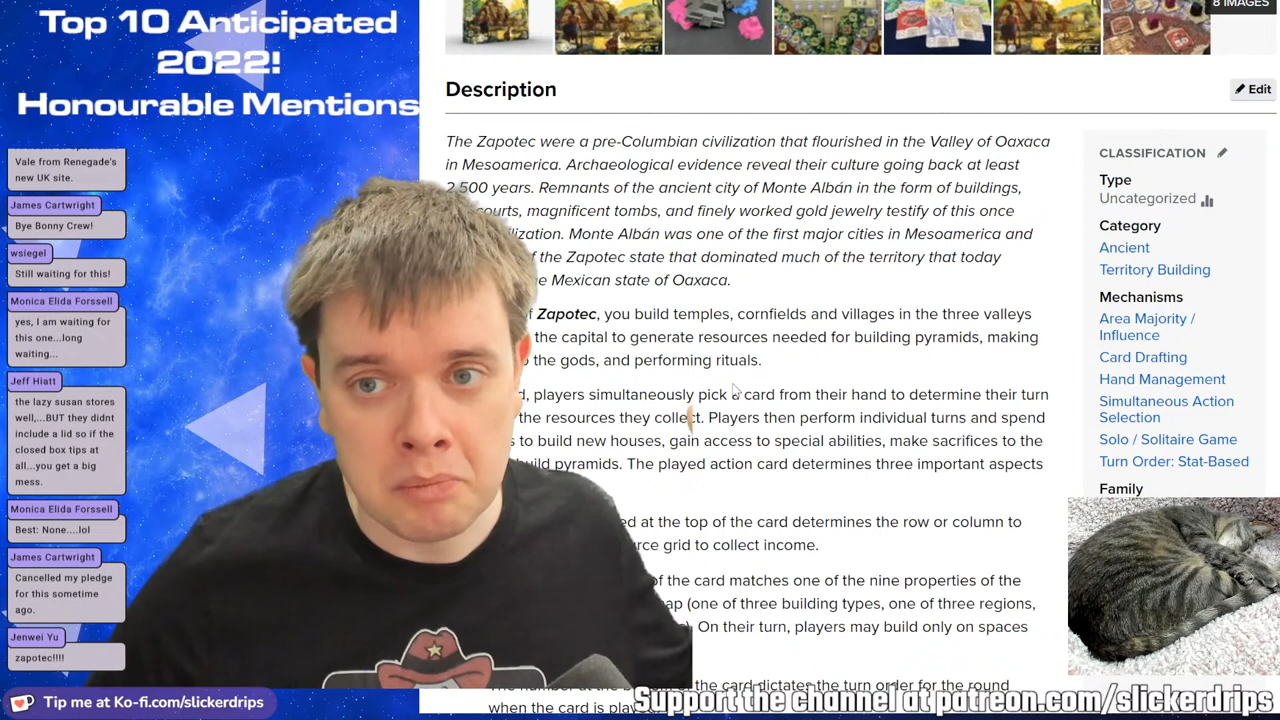 Top 10 Anticipated
2022!
Honourable Mentions
Vale from Renegade's
new UK site.
James Cartwright
Bye Bonny Crew!
wsiegel
Still waiting for this!
Monica Elida Forssell
yes, I am waiting for
this one...long
waiting...
Jeff Hiatt
the lazy susan stores
well,...BUT they didnt
include a lid so if the
closed box tips at
all...you get a big
mess.
Monica Elida Forssell
Best: None....lol
James Cartwright
Cancelled my pledge
for this sometime
ago.
Jenwei Yu
zapotec!!!!
Tip me at Ko-fi.com/slickerdrips
8 IMAGES
Description
Edit
The Zapotec were a pre-Columbian civilization that flourished in the Valley of Oaxaca
in Mesoamerica. Archaeological evidence reveal their culture going back at least
2,500 years. Remnants of the ancient city of Monte Albán in the form of buildings,
magnificent tombs, and finely worked gold jewelry testify of this once
Monte Albán was one of the first major cities in Mesoamerica and
of the Zapotec state that dominated much of the territory that today
Mexican state of Oaxaca.
Zapotec, you build temples, cornfields and villages in the three valleys
the capital to generate resources needed for building pyramids, making
the gods, and performing rituals.
players simultaneously pick a card from their hand to determine their turn
the resources they collect. Players then perform individual turns and spend
to build new houses, gain access to special abilities, make sacrifices to the
build pyramids. The played action card determines three important aspects
at the top of the card determines the row or column to
grid to collect income.
of the card matches one of the nine properties of the
(one of three building types, one of three regions,
On their turn, players may build only on spaces
The number at the
of the card dictates the turn order for the round
when the card is
CLASSIFICATION
Type
Uncategorized
Category
Ancient
Territory Building
Mechanisms
Area Majority /
Influence
Card Drafting
Hand Management
Simultaneous Action
Selection
Solo / Solitaire Game
Turn Order: Stat-Based
Family
Support the channel at patreon.com/slickerdrips